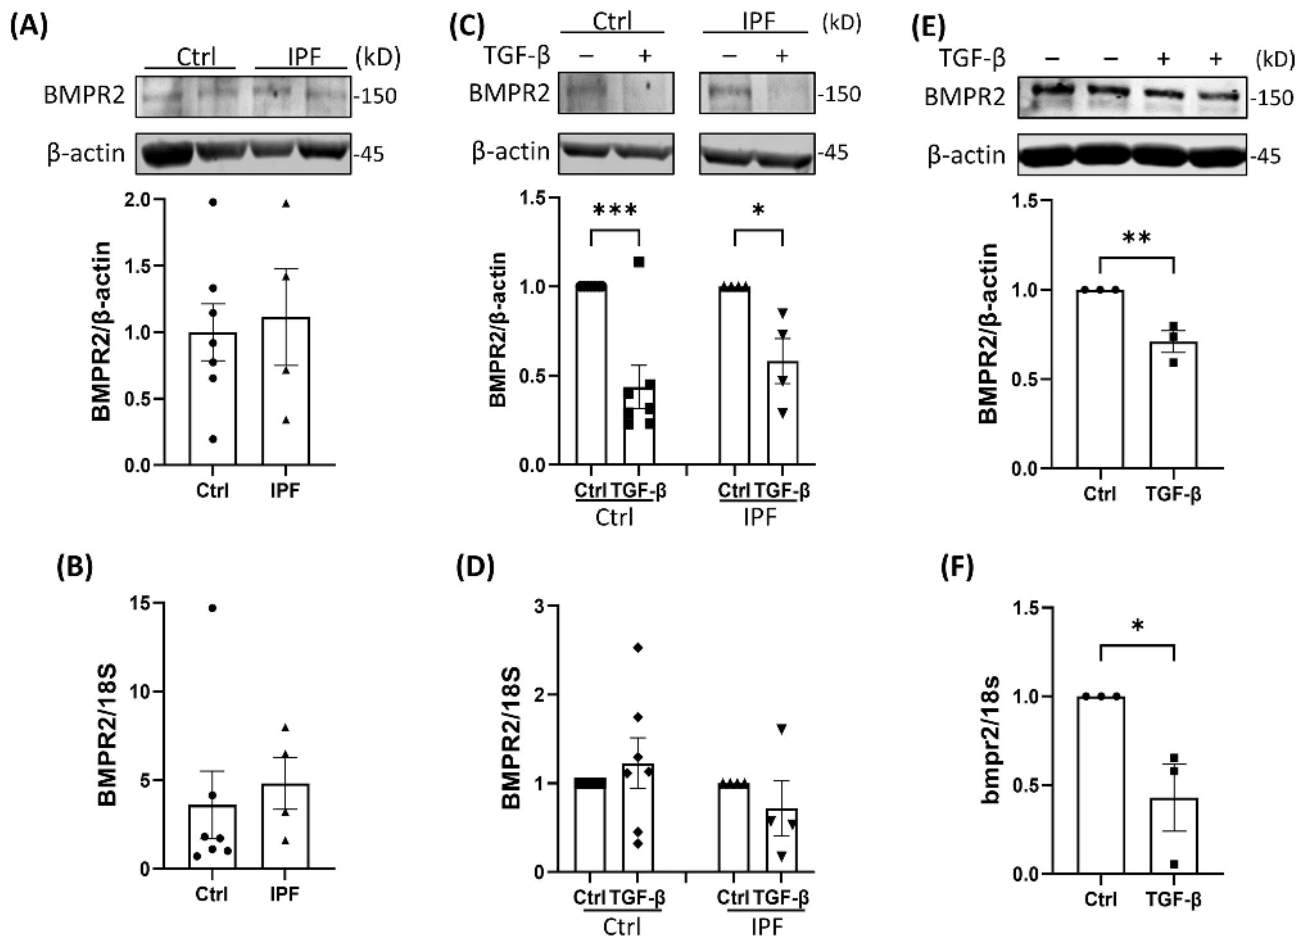 (A)
Ctrl IPF (kD)
BMPR2 -150
β-actin -45
BMPR2/β-actin
2.0
1.5
1.0
0.5
0.0
Ctrl IPF
(B)
BMPR2/18S
15
10
5
0
Ctrl IPF
(C)
Ctrl IPF (kD)
TGF-β – + – +
BMPR2 -150
β-actin -45
BMPR2/β-actin
1.5
1.0
0.5
0.0
*** *
Ctrl TGF-β Ctrl TGF-β
Ctrl IPF
(D)
BMPR2/18S
3
2
1
0
Ctrl TGF-β Ctrl TGF-β
Ctrl IPF
(E)
TGF-β – – + + (kD)
BMPR2 -150
β-actin -45
BMPR2/β-actin
1.5
1.0
0.5
0.0
**
Ctrl TGF-β
(F)
bmpr2/18s
1.5
1.0
0.5
0.0
*
Ctrl TGF-β